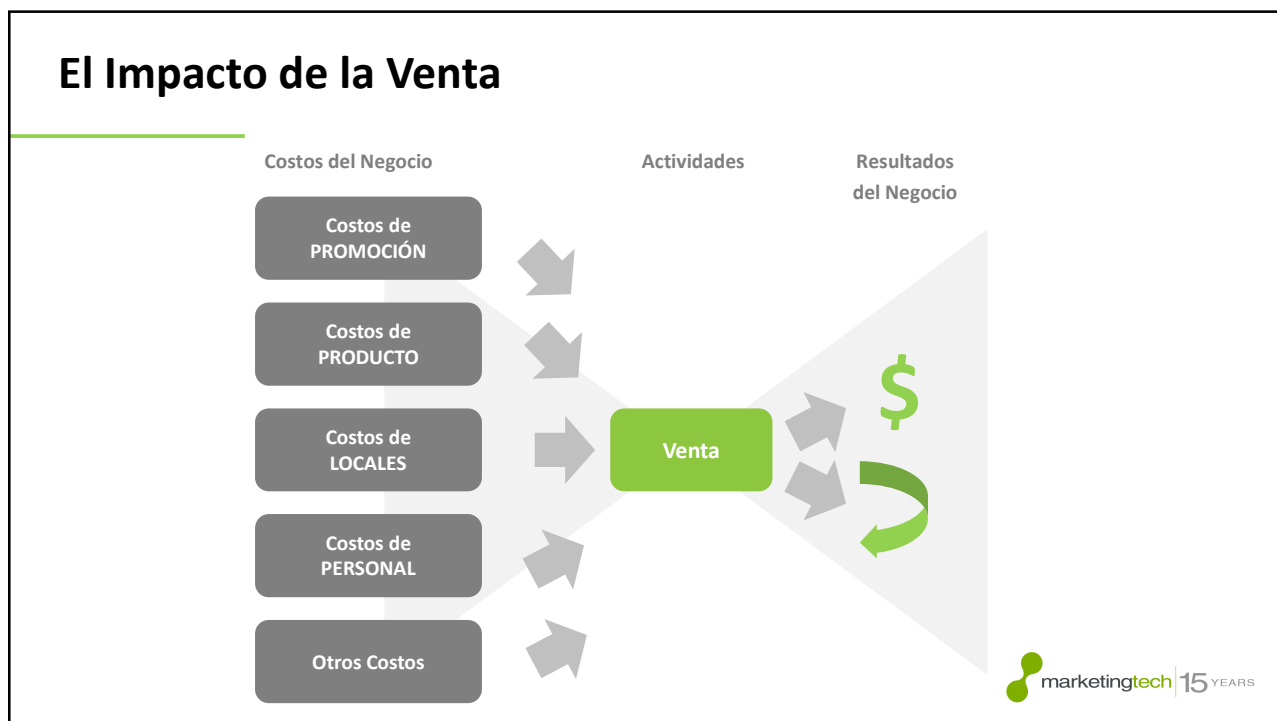 El Impacto de la Venta
Costos del Negocio
Actividades
Resultados
del Negocio
Costos de
PROMOCIÓN
Costos de
PRODUCTO
Costos de
LOCALES
Costos de
PERSONAL
Otros Costos
Venta
$
marketingtech 15 YEARS